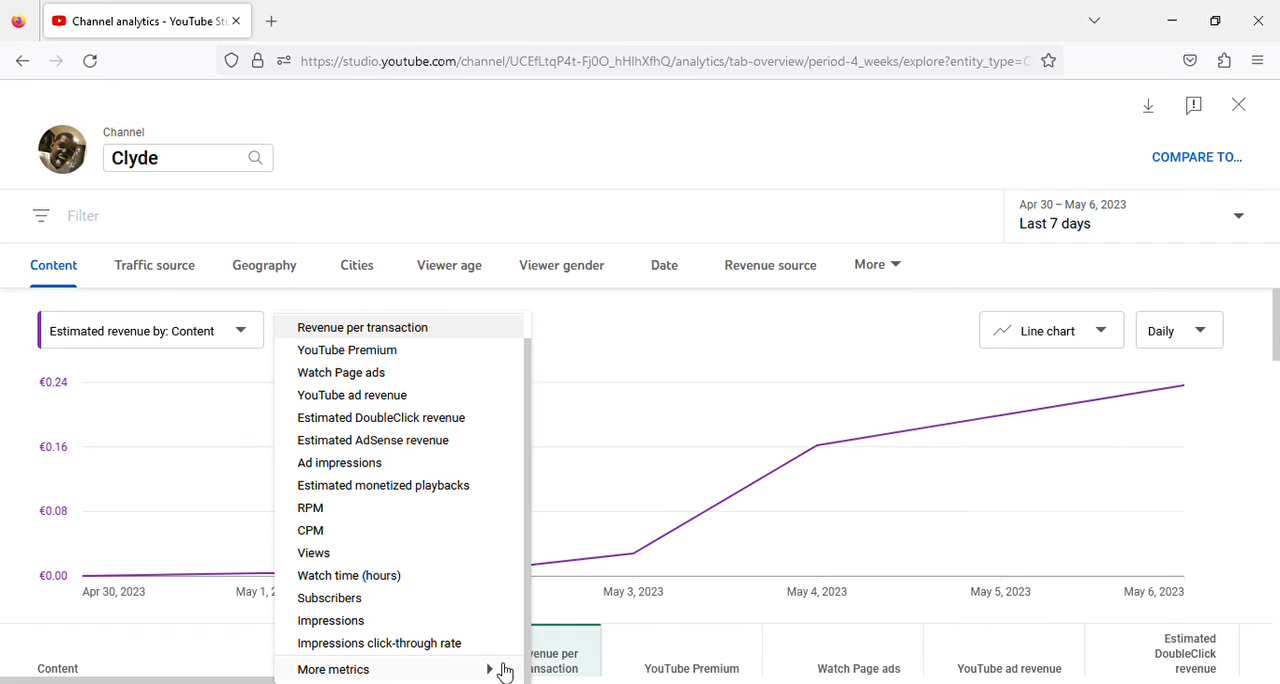 Channel analytics - YouTube St
https://studio.youtube.com/channel/UCEfLtqP4t-Fj0O_hHIhXfhQ/analytics/tab-overview/period-4_weeks/explore?entity_type=C
Channel
Clyde
COMPARE TO...
Filter
Apr 30 – May 6, 2023
Last 7 days
Content Traffic source Geography Cities Viewer age Viewer gender Date Revenue source More
Estimated revenue by: Content
Line chart
Daily
Revenue per transaction
YouTube Premium
Watch Page ads
YouTube ad revenue
Estimated DoubleClick revenue
Estimated AdSense revenue
Ad impressions
Estimated monetized playbacks
RPM
CPM
Views
Watch time (hours)
Subscribers
Impressions
Impressions click-through rate
More metrics
€0.24
€0.16
€0.08
€0.00
Apr 30, 2023 May 1, 2 May 3, 2023 May 4, 2023 May 5, 2023 May 6, 2023
Content
venue per
nsaction
YouTube Premium
Watch Page ads
YouTube ad revenue
Estimated
DoubleClick
revenue